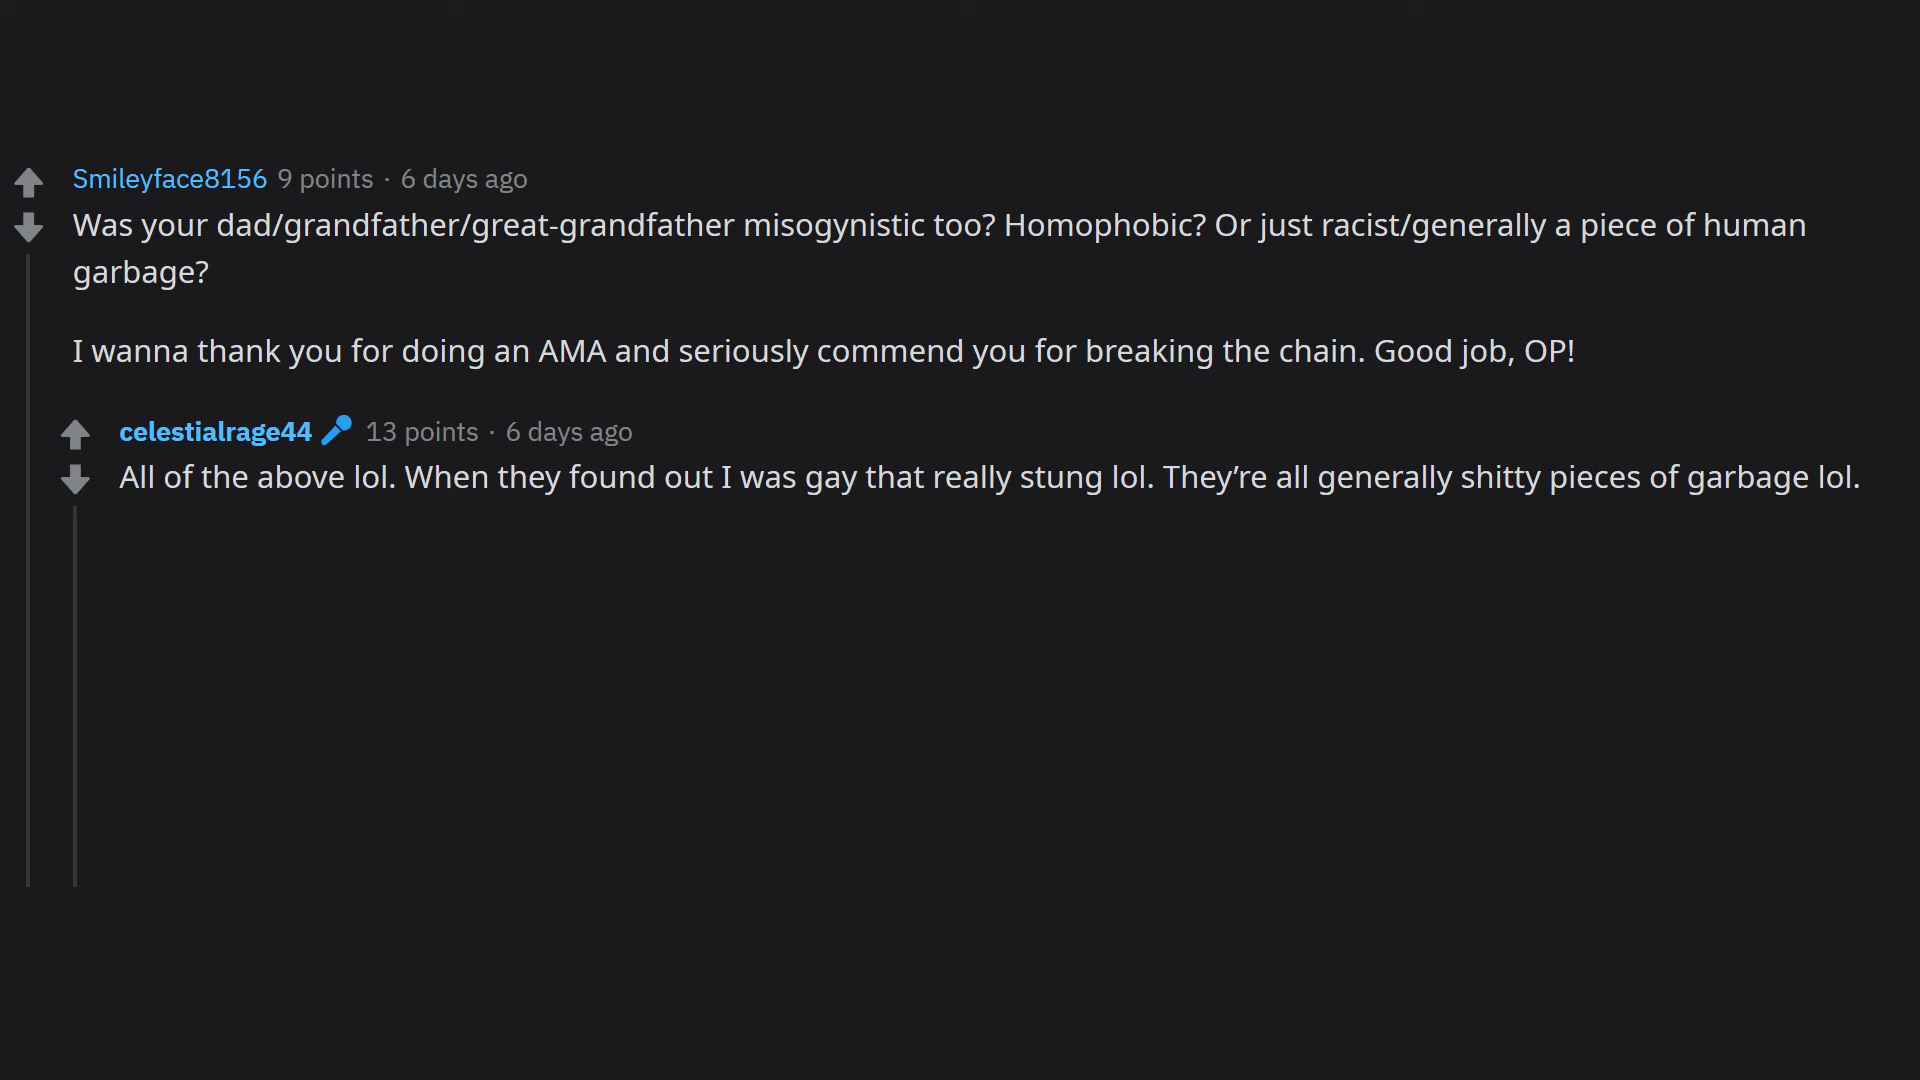 Smileyface8156 9 points · 6 days ago
Was your dad/grandfather/great-grandfather misogynistic too? Homophobic? Or just racist/generally a piece of human
garbage?
I wanna thank you for doing an AMA and seriously commend you for breaking the chain. Good job, OP!
celestialrage44 13 points · 6 days ago
All of the above lol. When they found out I was gay that really stung lol. They’re all generally shitty pieces of garbage lol.